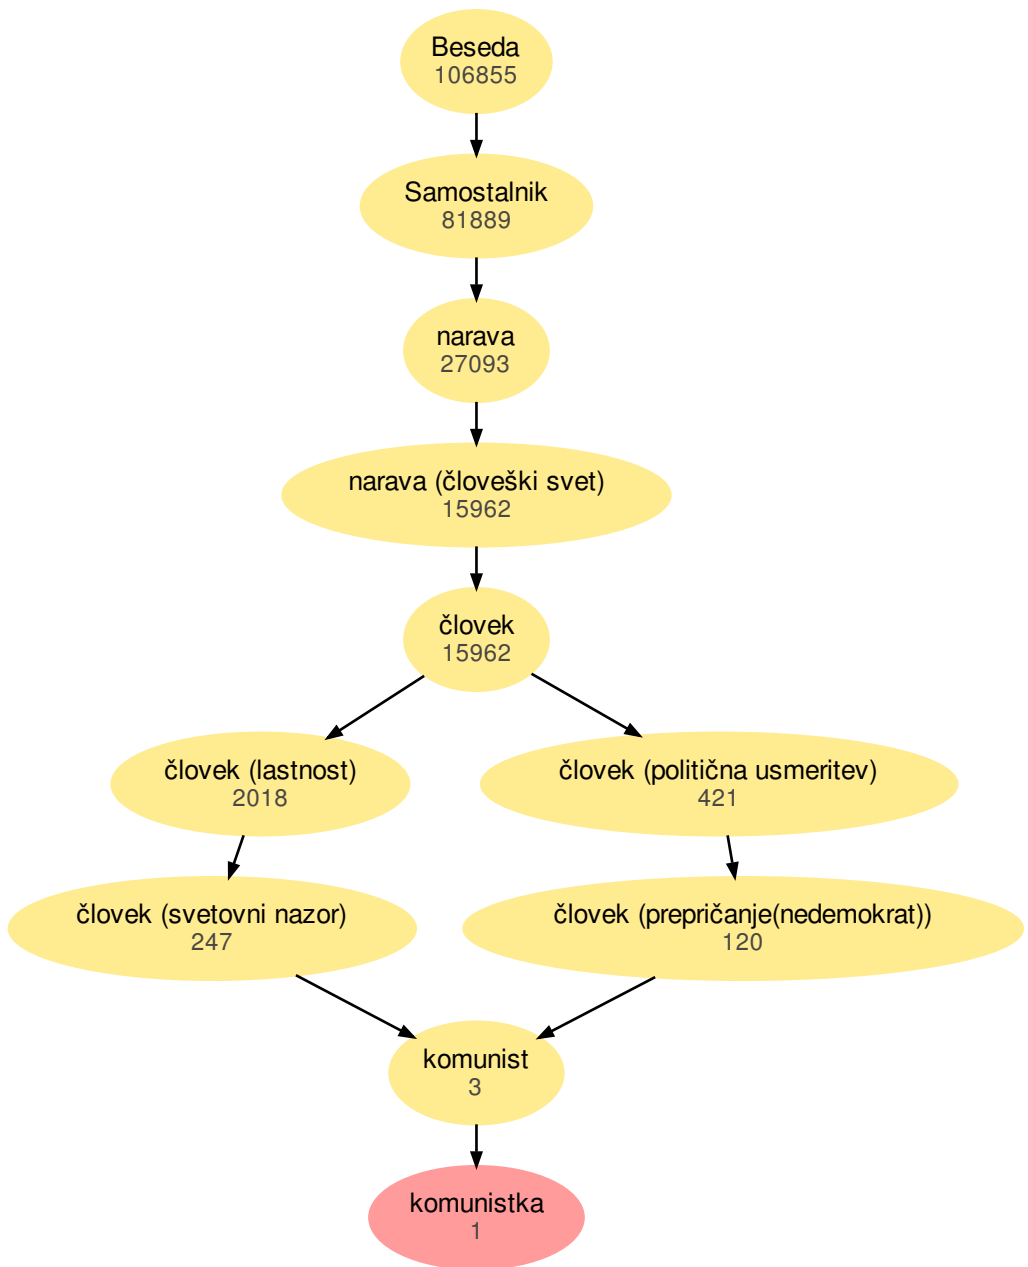 Beseda
106855
Samostalnik
81889
narava
27093
narava (človeški svet)
15962
človek
15962
človek (lastnost)
2018
človek (politična usmeritev)
421
človek (svetovni nazor)
247
človek (prepričanje(nedemokrat))
120
komunist
3
komunistka
1